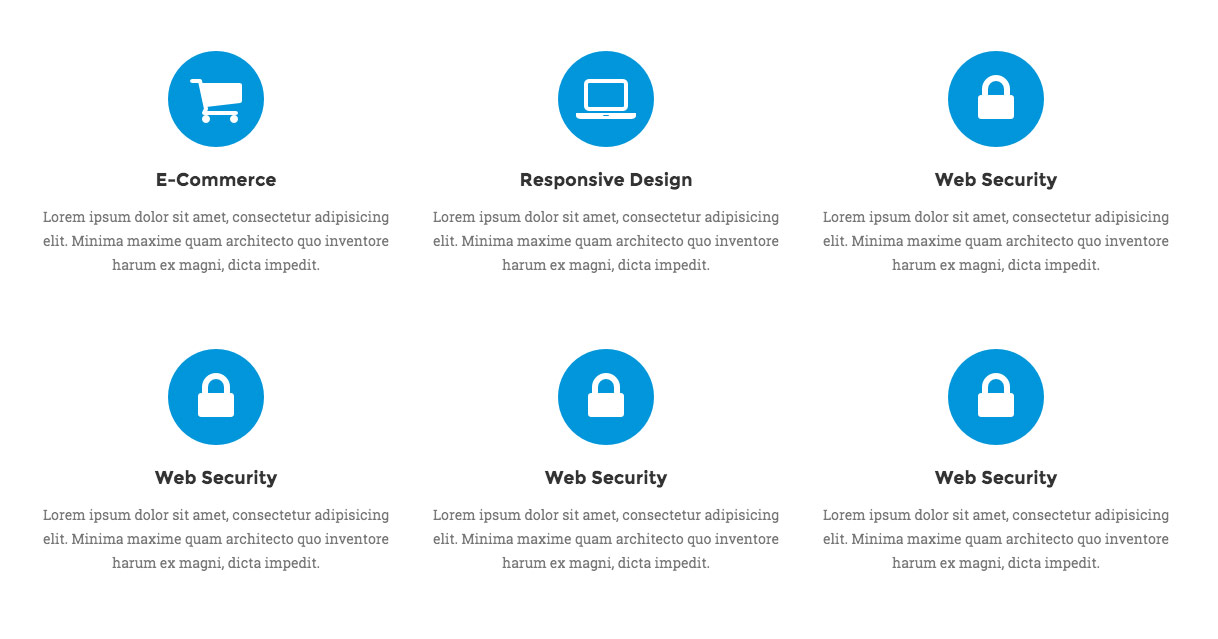 E-Commerce
Lorem ipsum dolor sit amet, consectetur adipisicing
elit. Minima maxime quam architecto quo inventore
harum ex magni, dicta impedit.
Responsive Design
Lorem ipsum dolor sit amet, consectetur adipisicing
elit. Minima maxime quam architecto quo inventore
harum ex magni, dicta impedit.
Web Security
Lorem ipsum dolor sit amet, consectetur adipisicing
elit. Minima maxime quam architecto quo inventore
harum ex magni, dicta impedit.
Web Security
Lorem ipsum dolor sit amet, consectetur adipisicing
elit. Minima maxime quam architecto quo inventore
harum ex magni, dicta impedit.
Web Security
Lorem ipsum dolor sit amet, consectetur adipisicing
elit. Minima maxime quam architecto quo inventore
harum ex magni, dicta impedit.
Web Security
Lorem ipsum dolor sit amet, consectetur adipisicing
elit. Minima maxime quam architecto quo inventore
harum ex magni, dicta impedit.